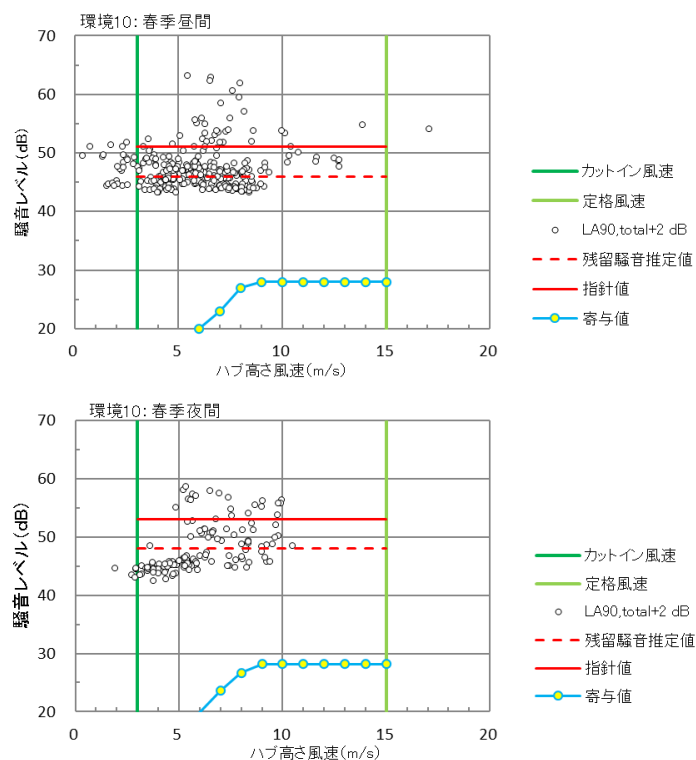 環境10：春季昼間
70
60
50
40
30
20
騒音レベル(dB)
0
5
10
15
20
ハブ高さ風速(m/s)
カットイン風速
定格風速
LA90,total+2 dB
残留騒音推定値
指針値
寄与値
環境10：春季夜間
70
60
50
40
30
20
騒音レベル(dB)
0
5
10
15
20
ハブ高さ風速(m/s)
カットイン風速
定格風速
LA90,total+2 dB
残留騒音推定値
指針値
寄与値